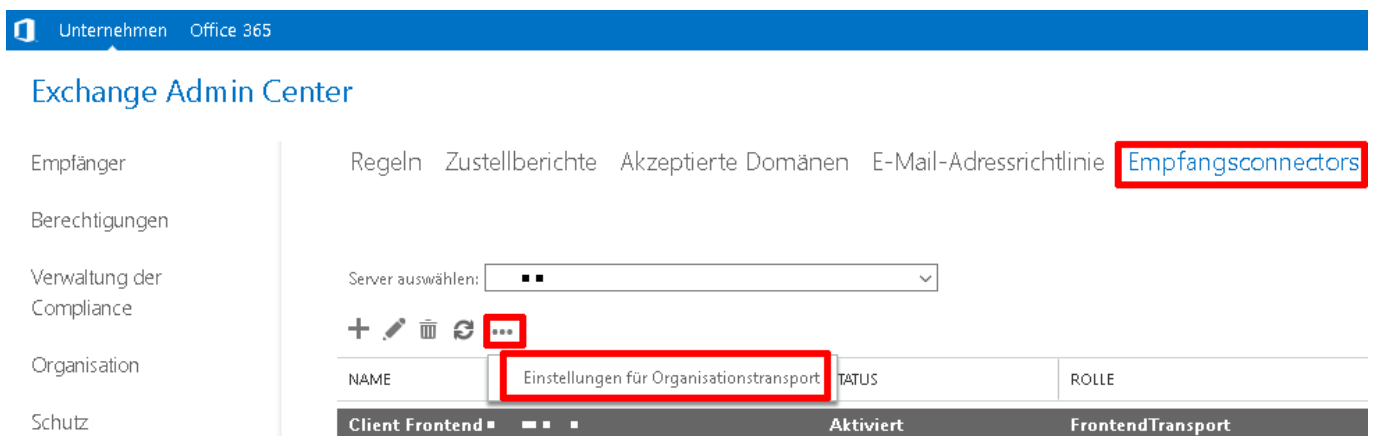 Unternehmen Office 365
Exchange Admin Center
Empfänger
Regeln Zustellberichte Akzeptierte Domänen E-Mail-Adressrichtlinie Empfangsconnectors
Berechtigungen
Verwaltung der
Compliance
Server auswählen:
Organisation
Einstellungen für Organisationstransport
NAME TATUS ROLLE
Schutz
Client Frontend Aktiviert FrontendTransport